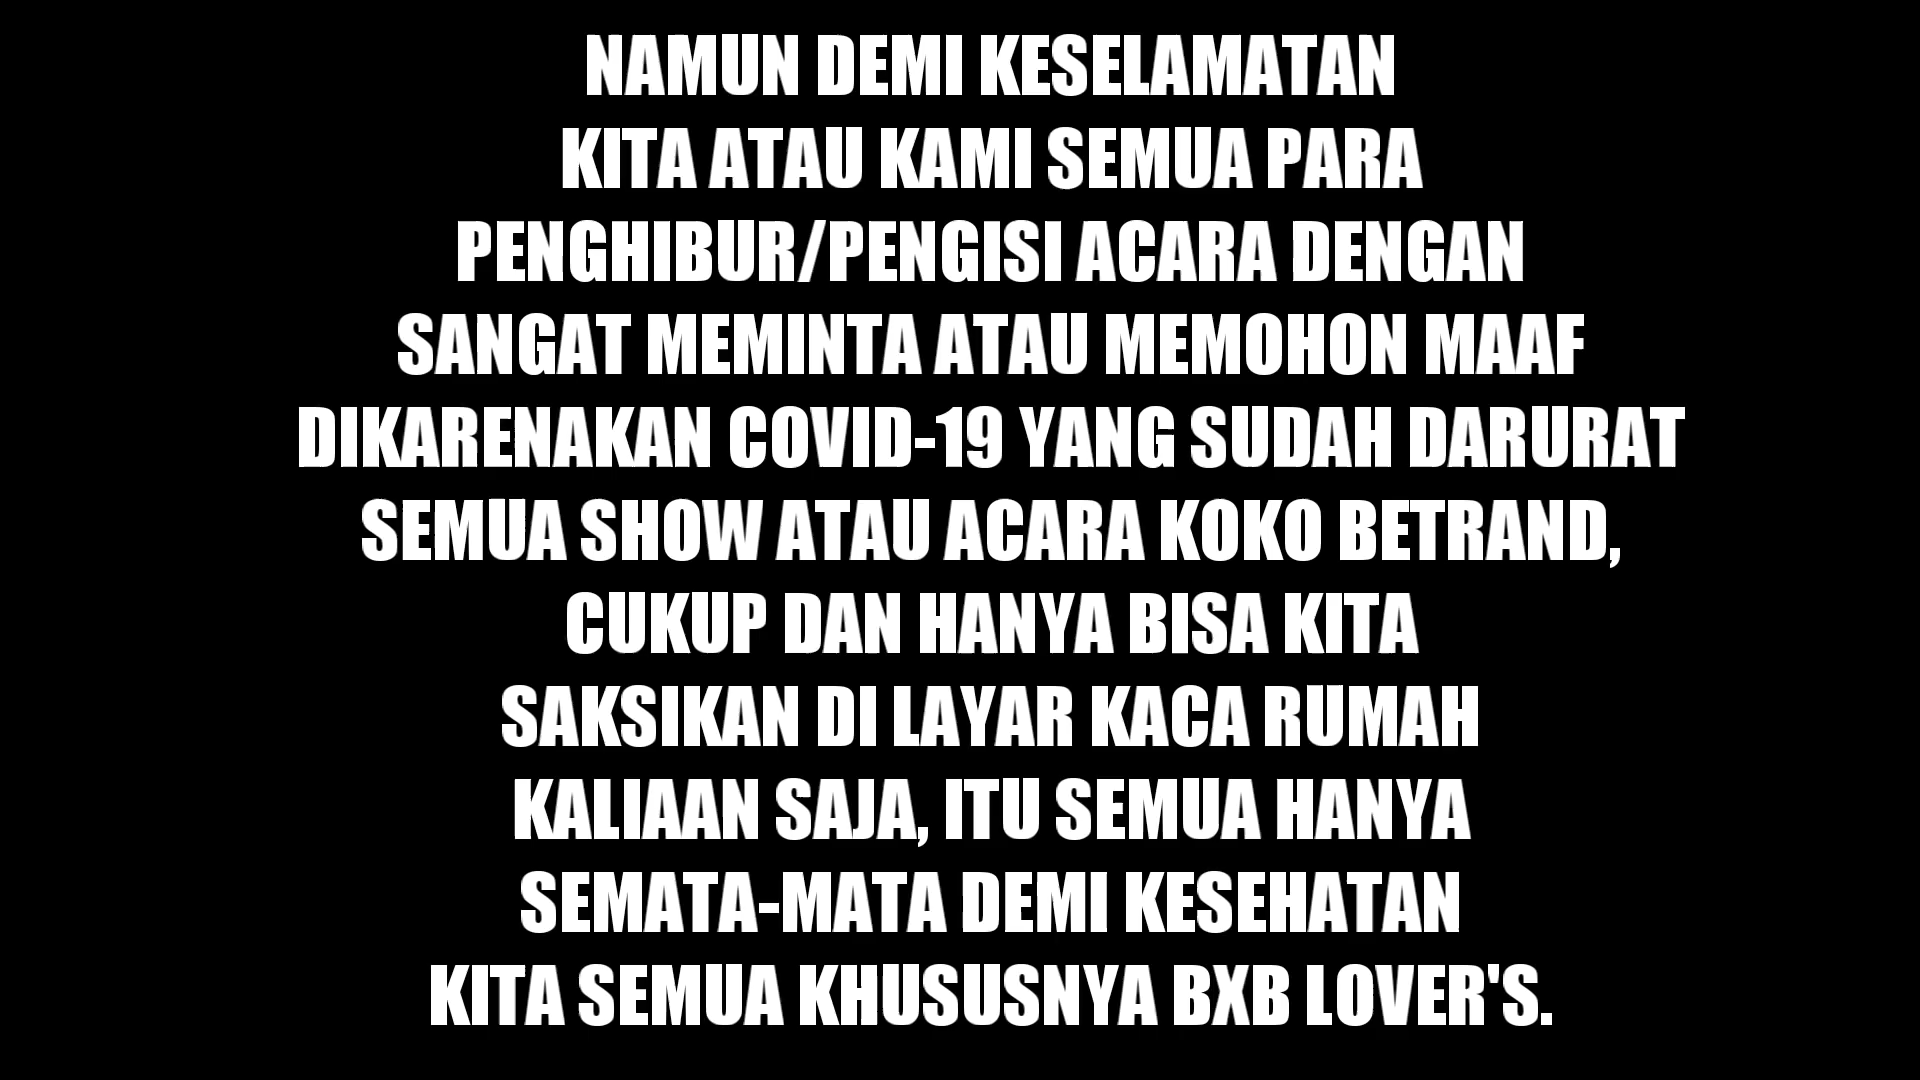 NAMUN DEMI KESELAMATAN
KITA ATAU KAMI SEMUA PARA
PENGHIBUR/PENGISI ACARA DENGAN
SANGAT MEMINTA ATAU MEMOHON MAAF
DIKARENAKAN COVID-19 YANG SUDAH DARURAT
SEMUA SHOW ATAU ACARA KOKO BETRAND,
CUKUP DAN HANYA BISA KITA
SAKSIKAN DI LAYAR KACA RUMAH
KALIAAN SAJA, ITU SEMUA HANYA
SEMATA-MATA DEMI KESEHATAN
KITA SEMUA KHUSUSNYA BXB LOVER'S.